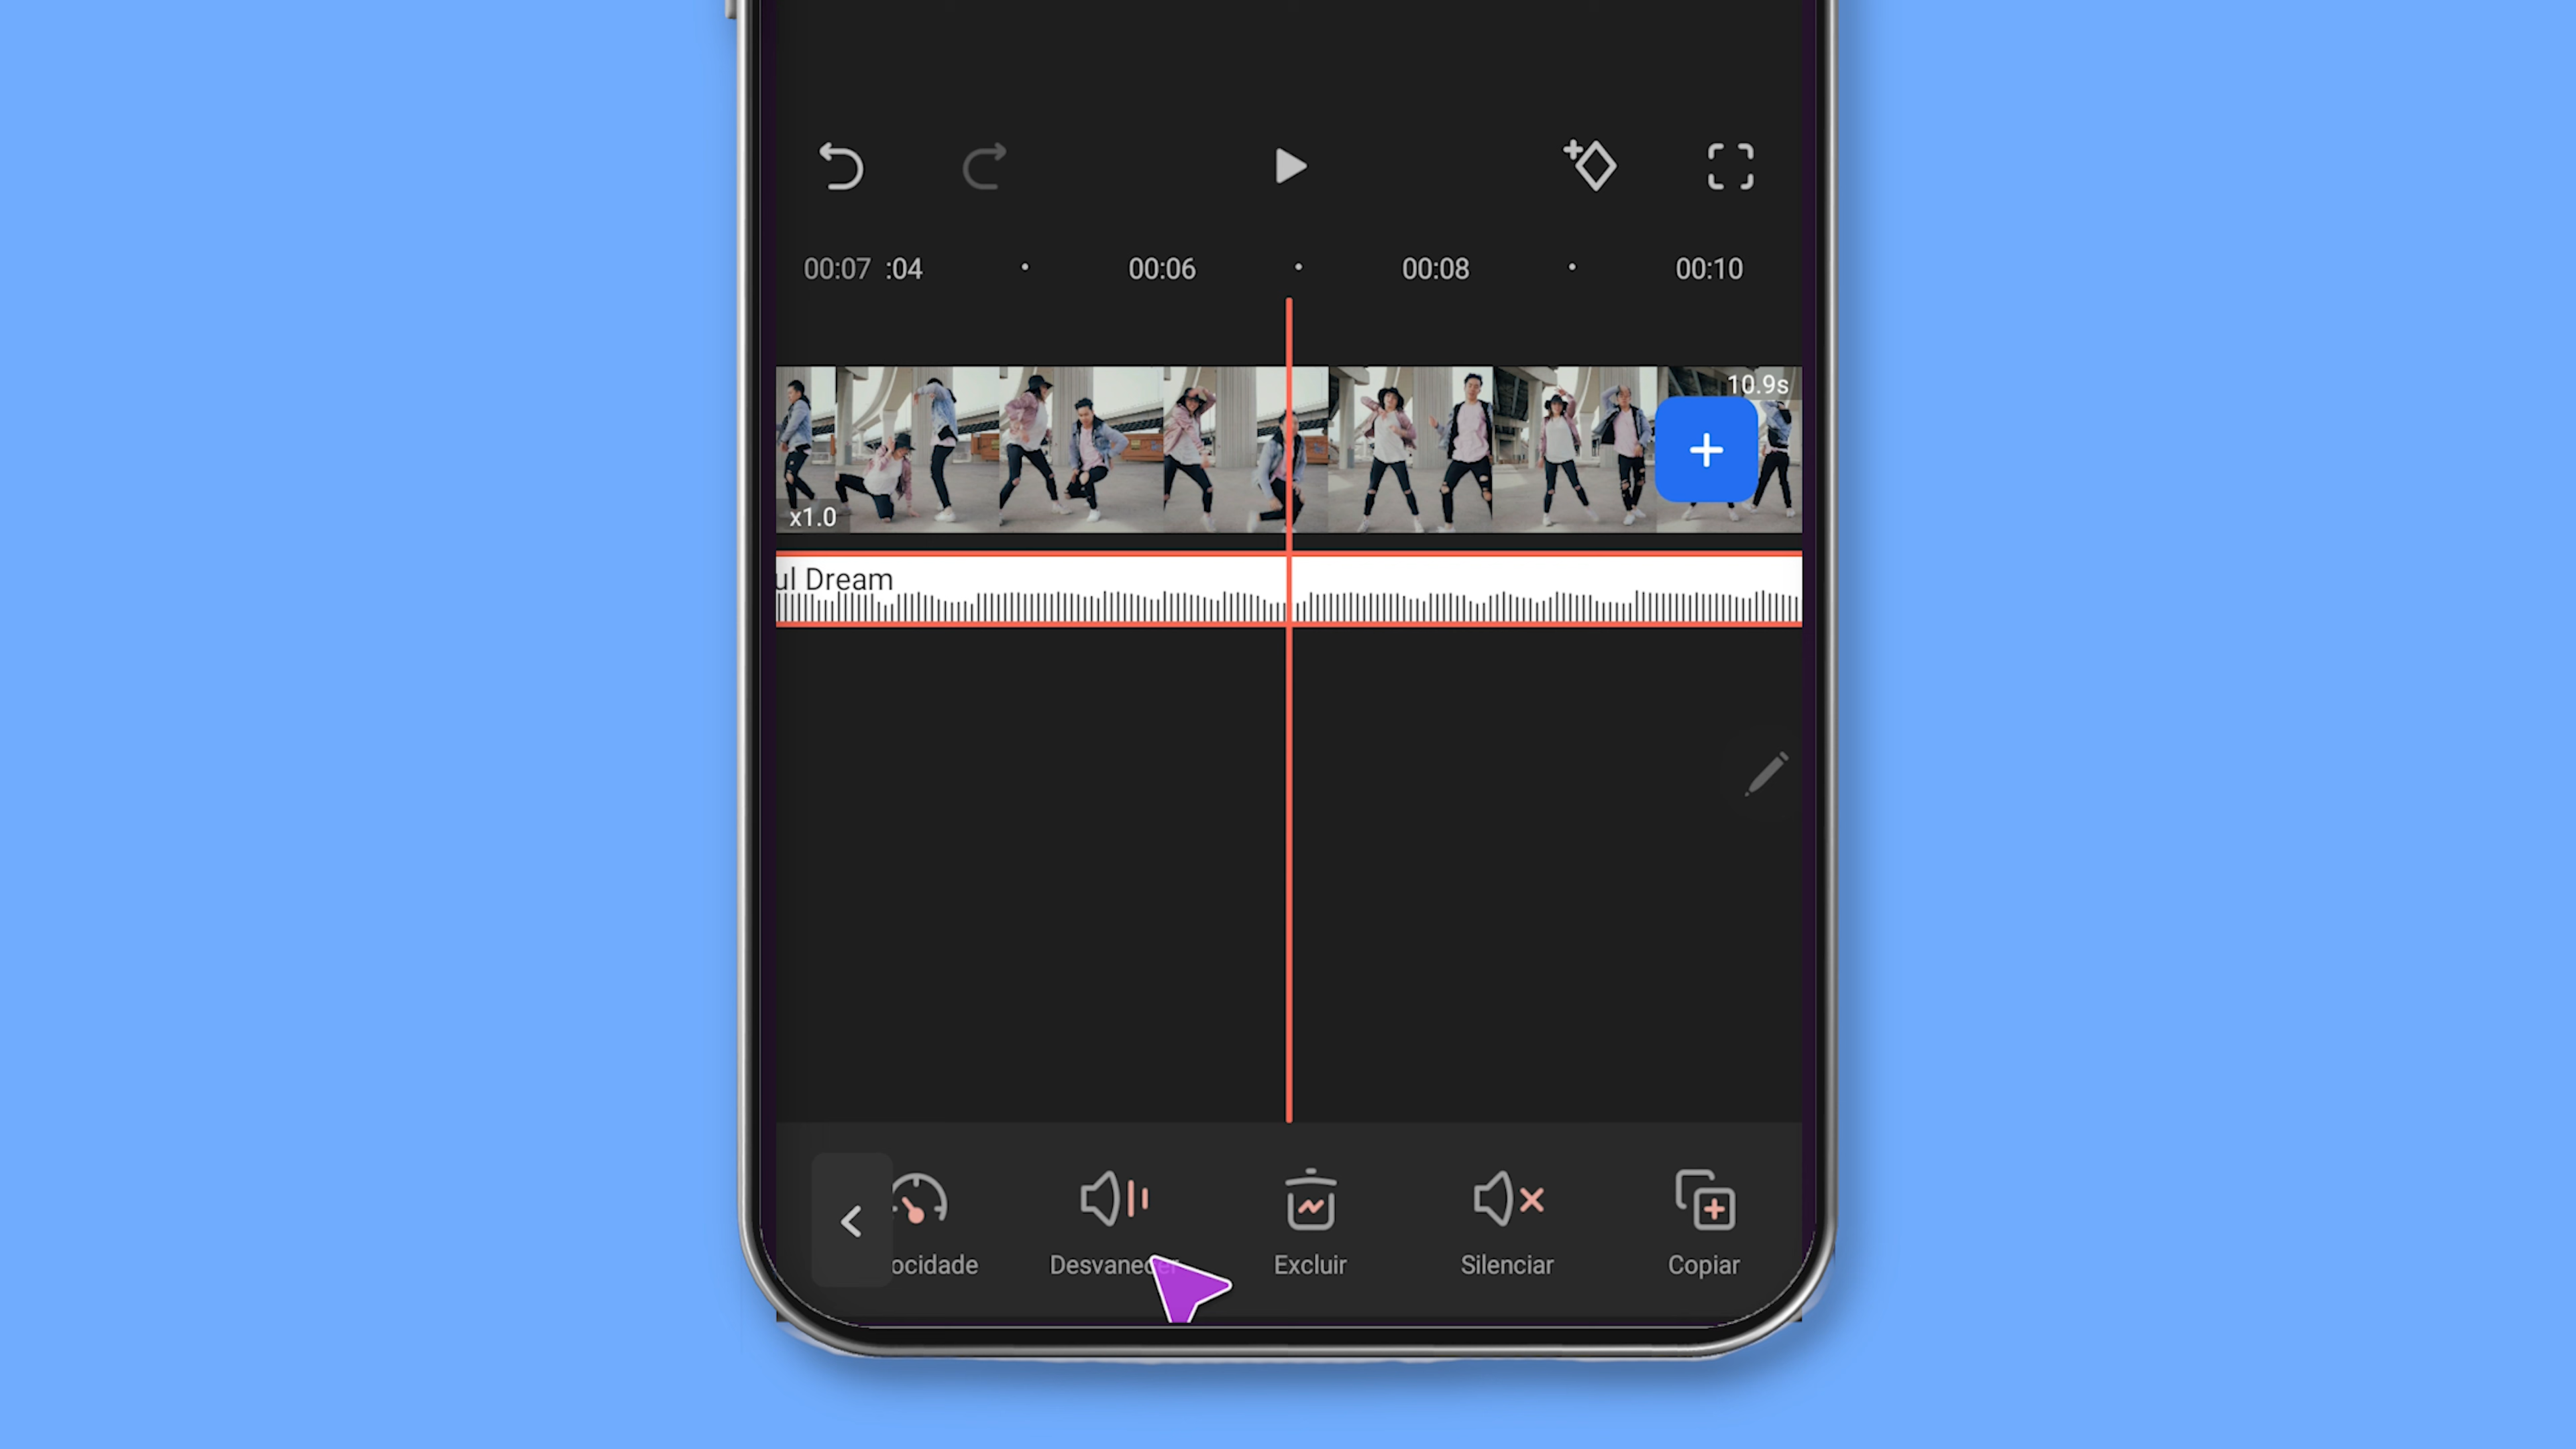 00:07 :04 00:06 00:08 00:10
10.9s
x1.0
ul Dream
ocidade Desvanecer Excluir Silenciar Copiar